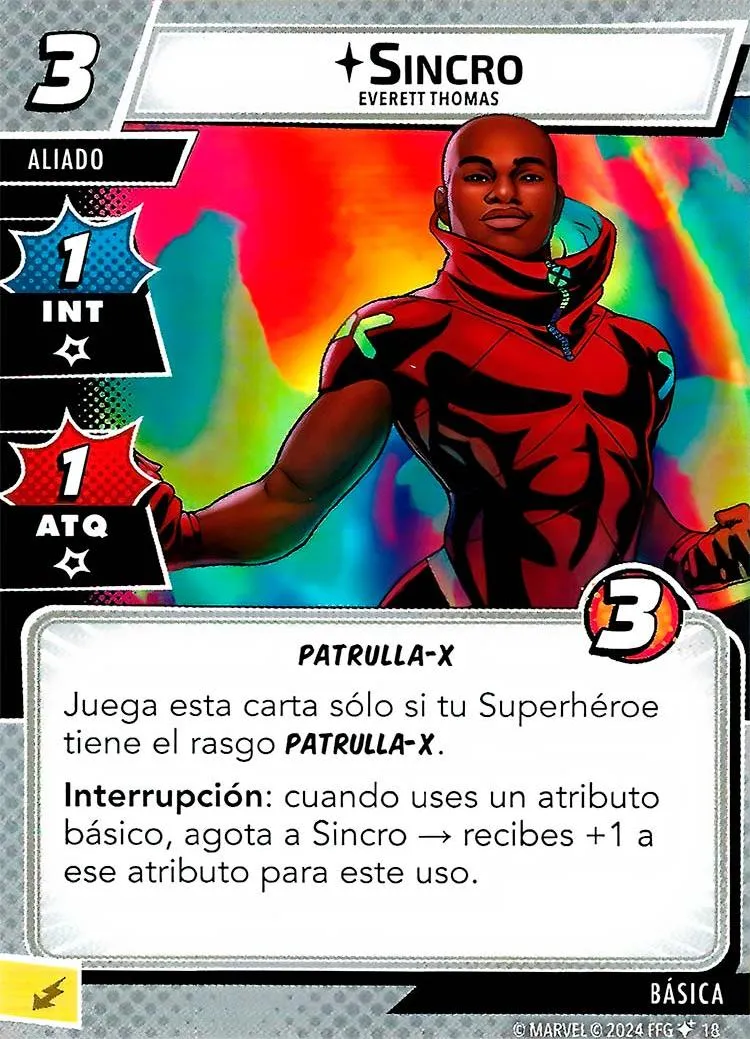 3
SINCRO
EVERETT THOMAS
ALIADO
1
INT
1
ATQ
3
PATRULLA-X
Juega esta carta sólo si tu Superhéroe
tiene el rasgo PATRULLA-X.
Interrupción: cuando uses un atributo
básico, agota a Sincro → recibes +1 a
ese atributo para este uso.
BÁSICA
© MARVEL © 2024 FFG 18